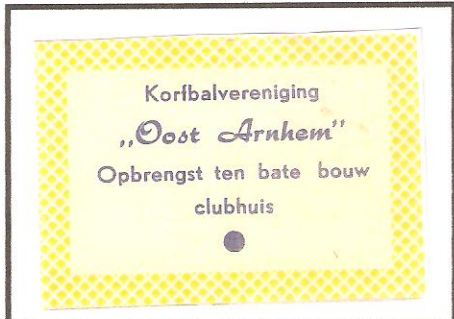 Korfbalvereniging
„Oost Arnhem”
Opbrengst ten bate bouw
clubhuis